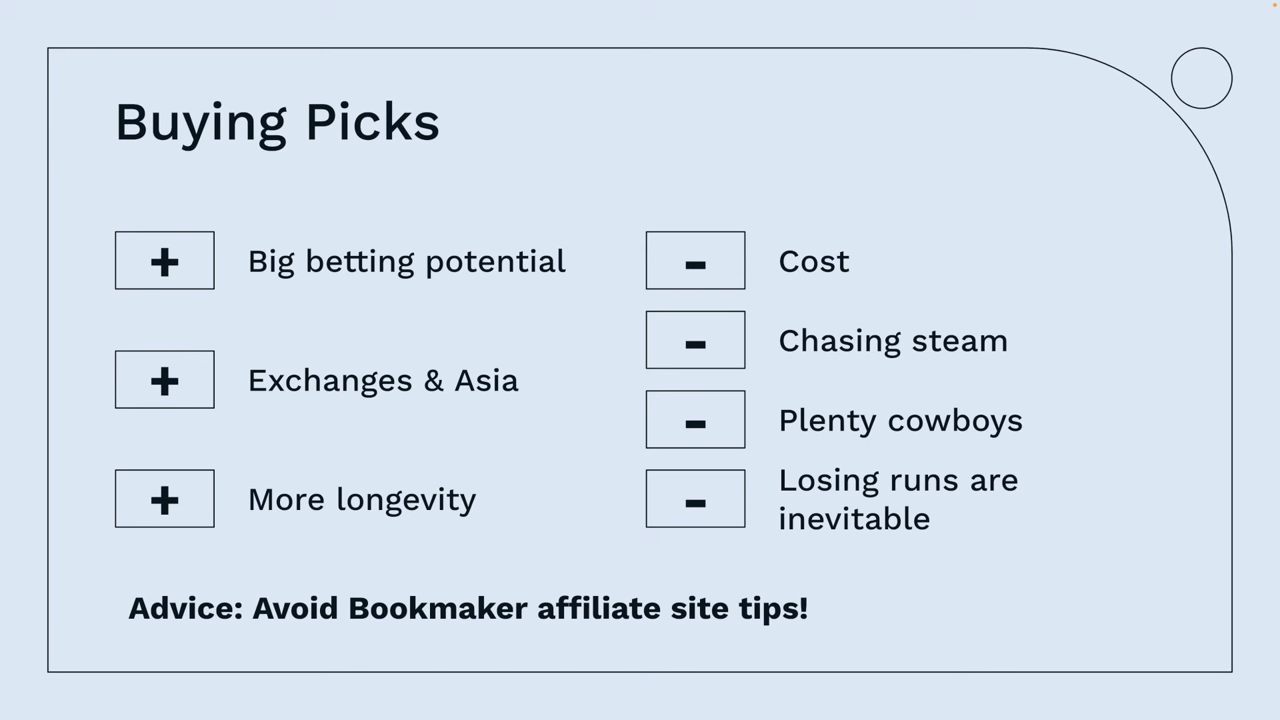 Buying Picks
+ Big betting potential
+ Exchanges & Asia
+ More longevity
- Cost
- Chasing steam
- Plenty cowboys
- Losing runs are
inevitable
Advice: Avoid Bookmaker affiliate site tips!